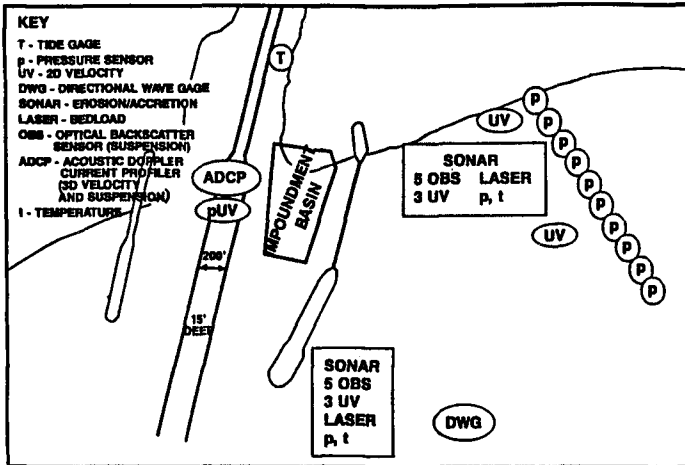 KEY
T - TIDE GAGE
p - PRESSURE SENSOR
UV - 2D VELOCITY
DWG - DIRECTIONAL WAVE GAGE
SONAR - EROSION/ACCRETION
LASER - BEDLOAD
OBS - OPTICAL BACKSCATTER
SENSOR (SUSPENSION)
ADCP - ACOUSTIC DOPPLER
CURRENT PROFILER
(3D VELOCITY
AND SUSPENSION)
t - TEMPERATURE
T
ADCP
pUV
200'
15'
DEEP
IMPOUNDMENT
BASIN
UV
SONAR
5 OBS LASER
3 UV p, t
UV
P
P
P
P
P
P
P
P
P
P
SONAR
5 OBS
3 UV
LASER
p, t
DWG